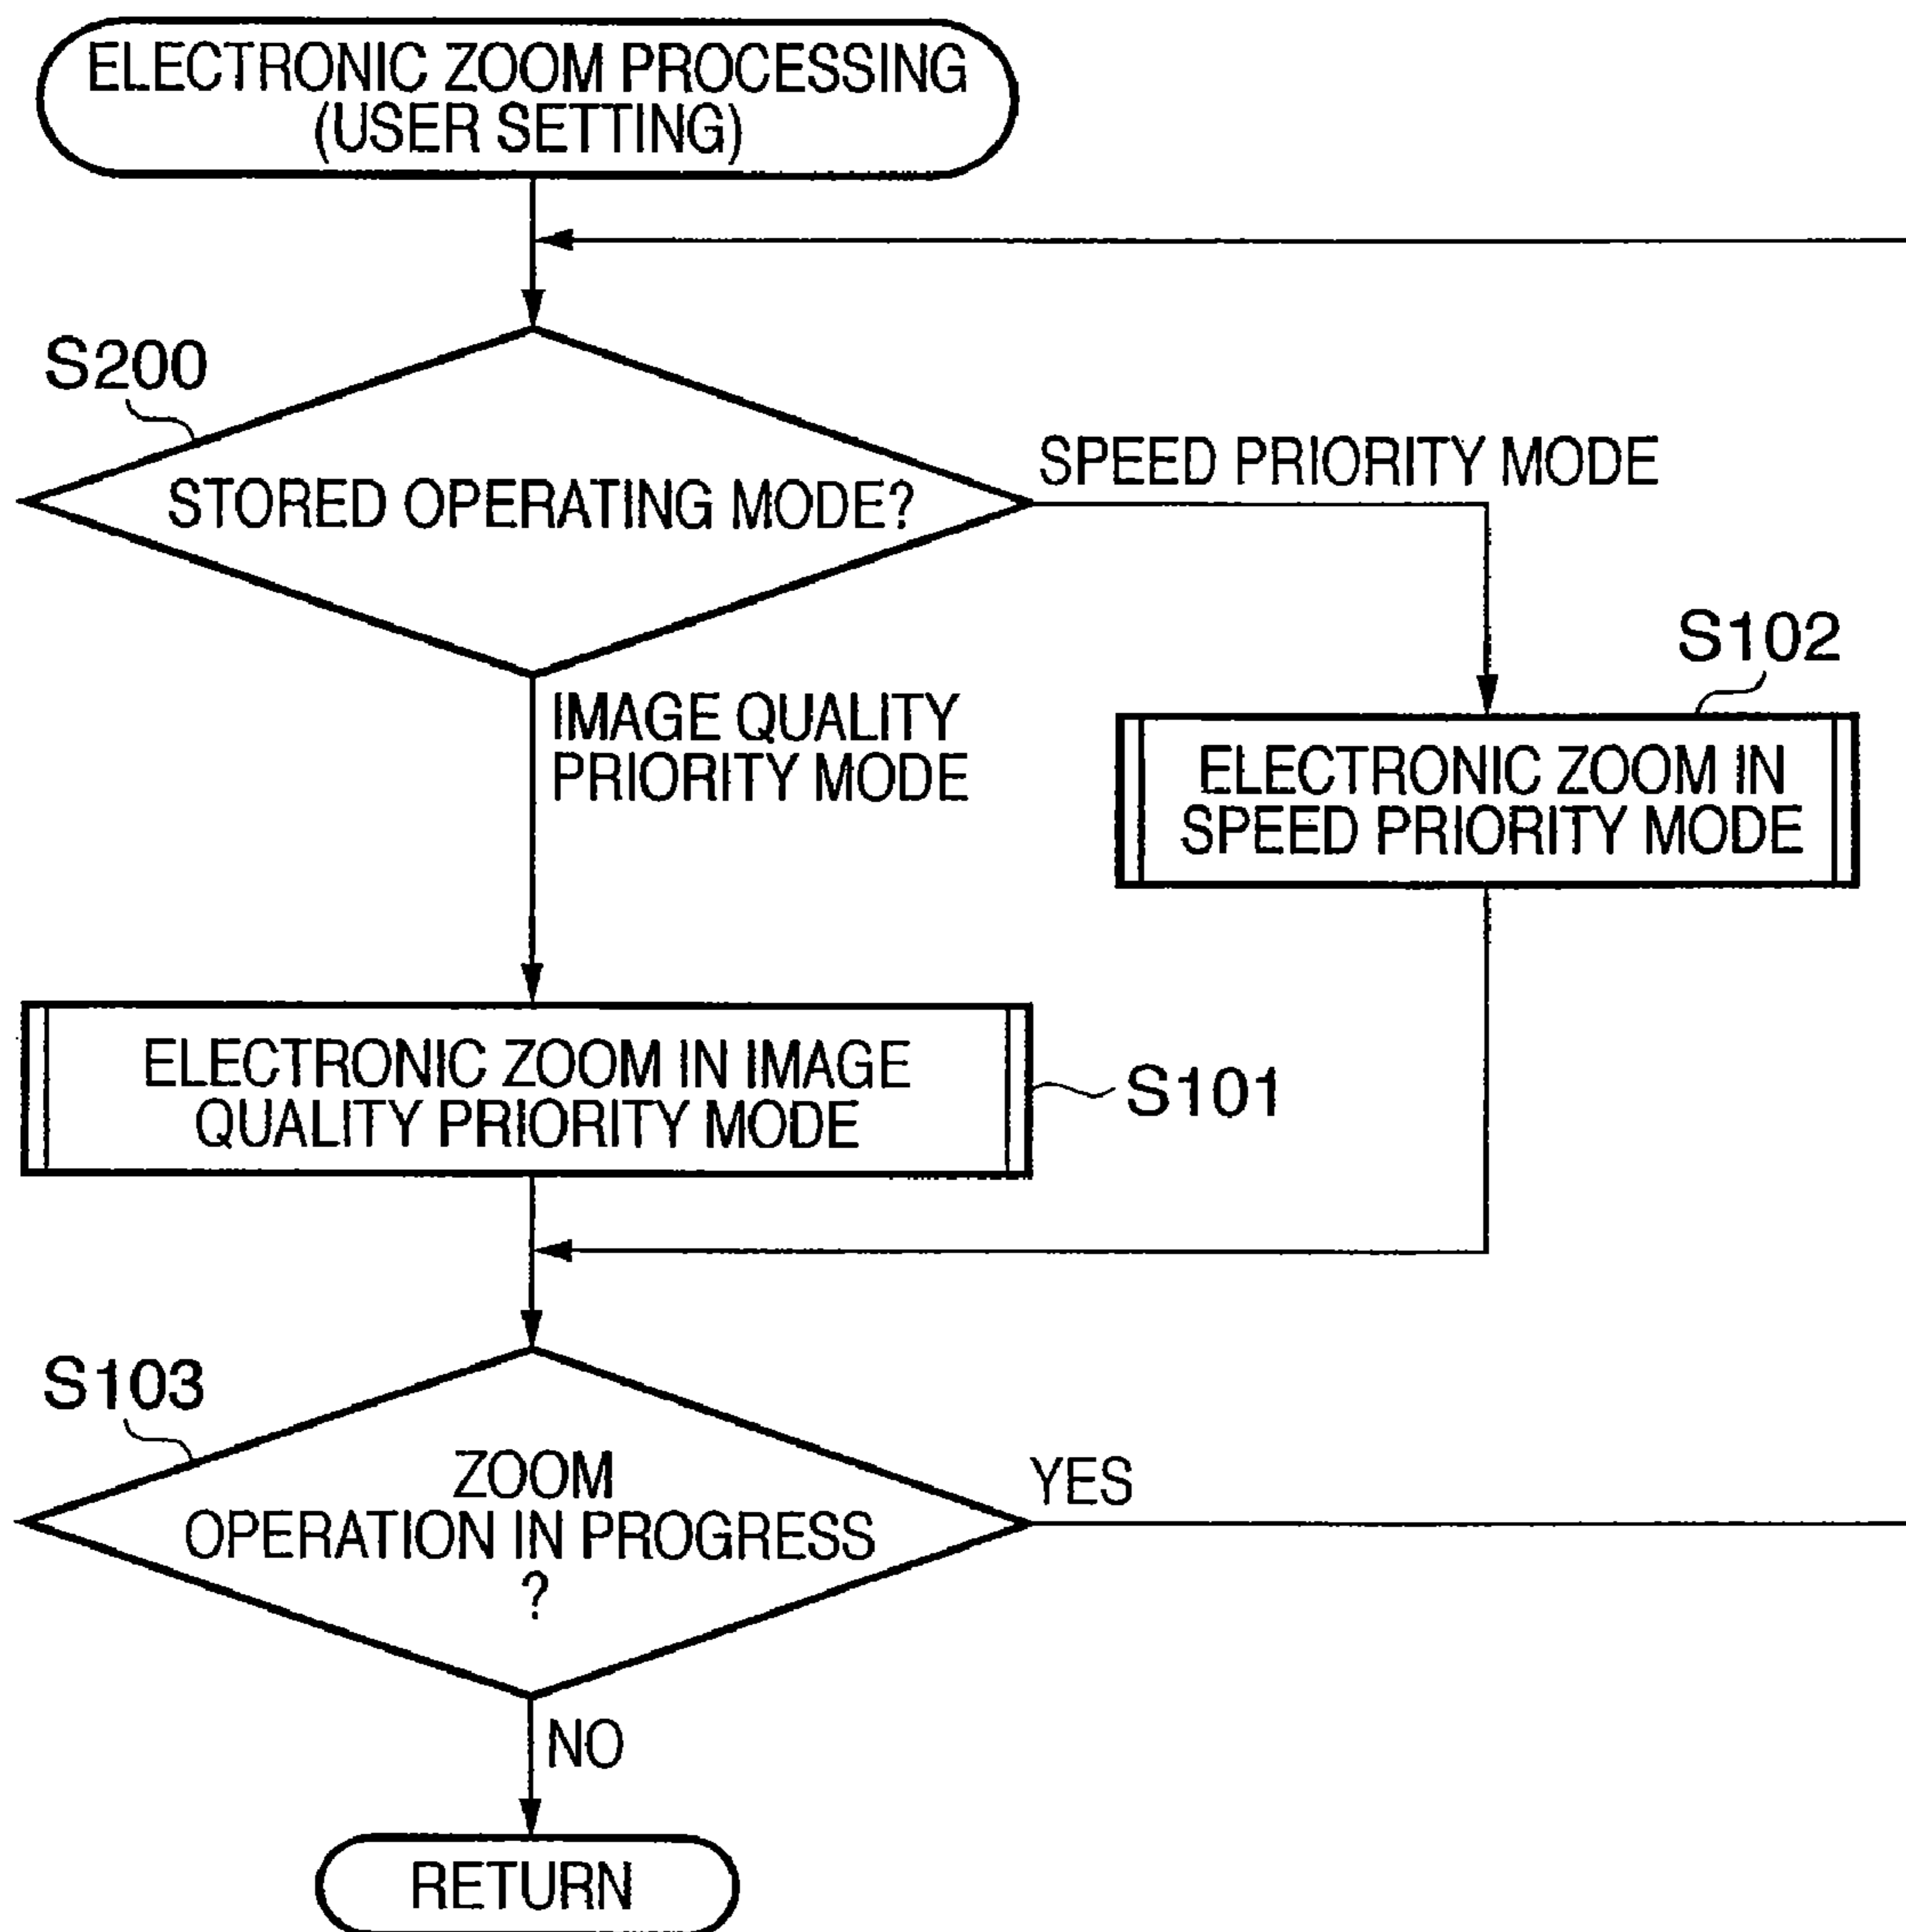 ELECTRONIC ZOOM PROCESSING
(USER SETTING)
S200
STORED OPERATING MODE?
SPEED PRIORITY MODE
IMAGE QUALITY
PRIORITY MODE
S102
ELECTRONIC ZOOM IN
SPEED PRIORITY MODE
ELECTRONIC ZOOM IN IMAGE
QUALITY PRIORITY MODE
S101
S103
ZOOM
OPERATION IN PROGRESS
?
YES
NO
RETURN